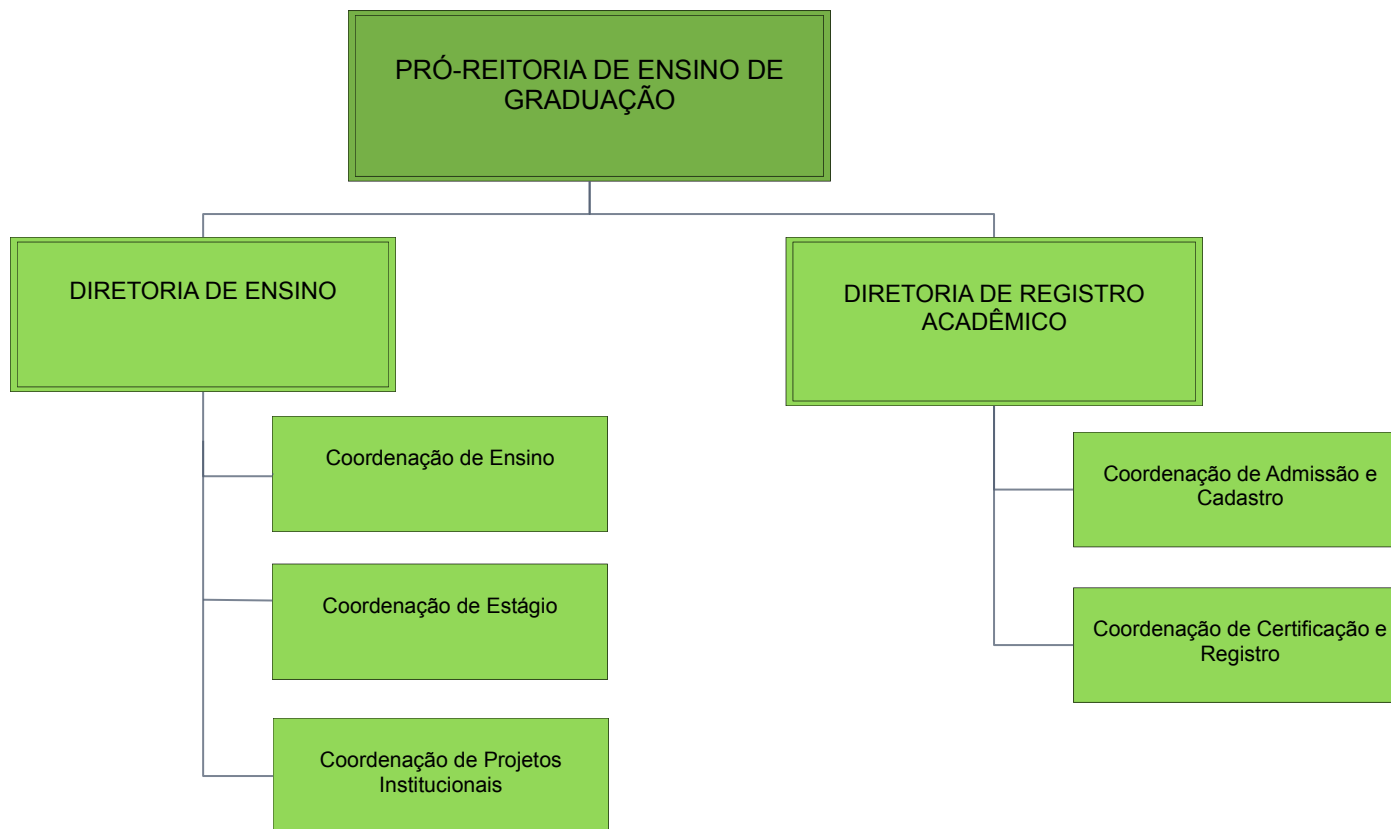 PRÓ-REITORIA DE ENSINO DE
GRADUAÇÃO
DIRETORIA DE ENSINO
DIRETORIA DE REGISTRO
ACADÊMICO
Coordenação de Ensino
Coordenação de Estágio
Coordenação de Projetos
Institucionais
Coordenação de Admissão e
Cadastro
Coordenação de Certificação e
Registro